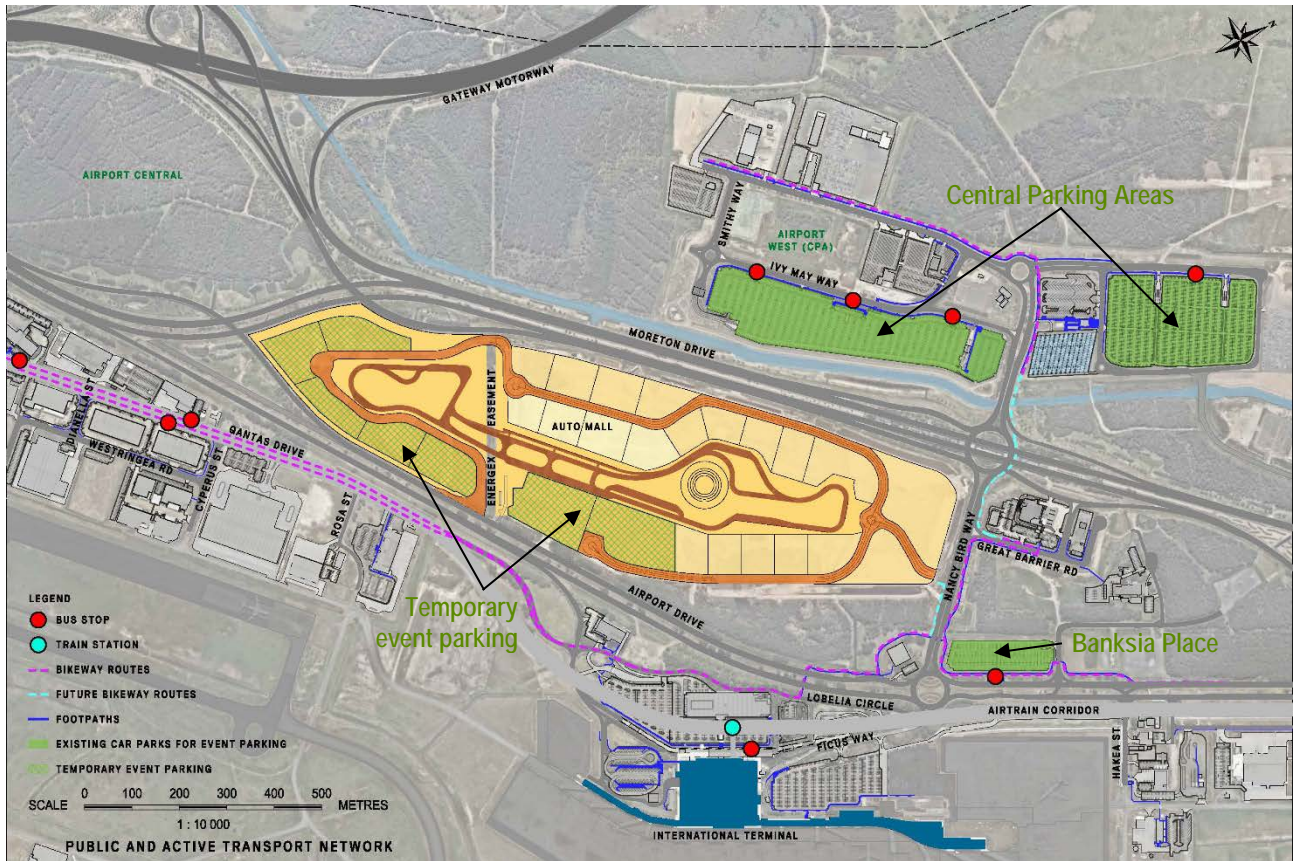 GATEWAY MOTORWAY
AIRPORT CENTRAL
Central Parking Areas
SMITHY WAY
AIRPORT
WEST (CPA)
IVY MAY WAY
MORETON DRIVE
DIANELLA ST
WESTRINGEA RD
QANTAS DRIVE
CYPERUS ST
ROSA ST
ENERGEX EASEMENT
AUTO MALL
NANCY BIRD WAY
GREAT BARRIER RD
AIRPORT DRIVE
Temporary
event parking
Banksia Place
LOBELIA CIRCLE
AIRTRAIN CORRIDOR
FICUS WAY
HAKEA ST
INTERNATIONAL TERMINAL
LEGEND
BUS STOP
TRAIN STATION
BIKEWAY ROUTES
FUTURE BIKEWAY ROUTES
FOOTPATHS
EXISTING CAR PARKS FOR EVENT PARKING
TEMPORARY EVENT PARKING
SCALE 0 100 200 300 400 500 METRES
1 : 10 000
PUBLIC AND ACTIVE TRANSPORT NETWORK